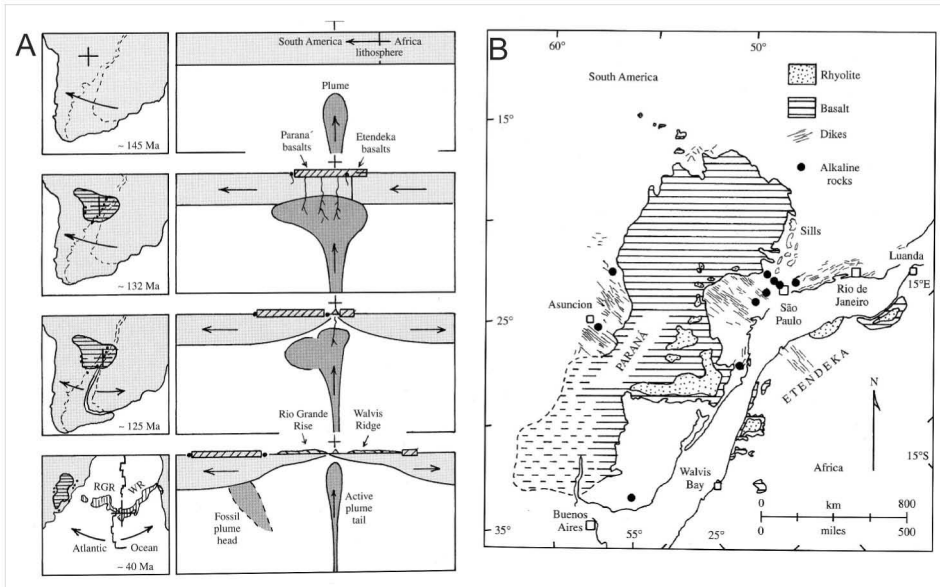 A
South America
Africa
lithosphere
~ 145 Ma
Plume
Parana´
basalts
Etendeka
basalts
~ 132 Ma
~ 125 Ma
Rio Grande
Rise
Walvis
Ridge
RGR
WR
Atlantic
Ocean
~ 40 Ma
Fossil
plume
head
Active
plume
tail
B
60°
50°
South America
Rhyolite
Basalt
Dikes
Alkaline
rocks
15°
Sills
Luanda
15°E
Rio de
Janeiro
São
Paulo
Asuncion
25°
PARANÁ
ETENDEKA
N
15°S
Walvis
Bay
Africa
Buenos
Aires
35°
55°
25°
0
km
800
0
miles
500